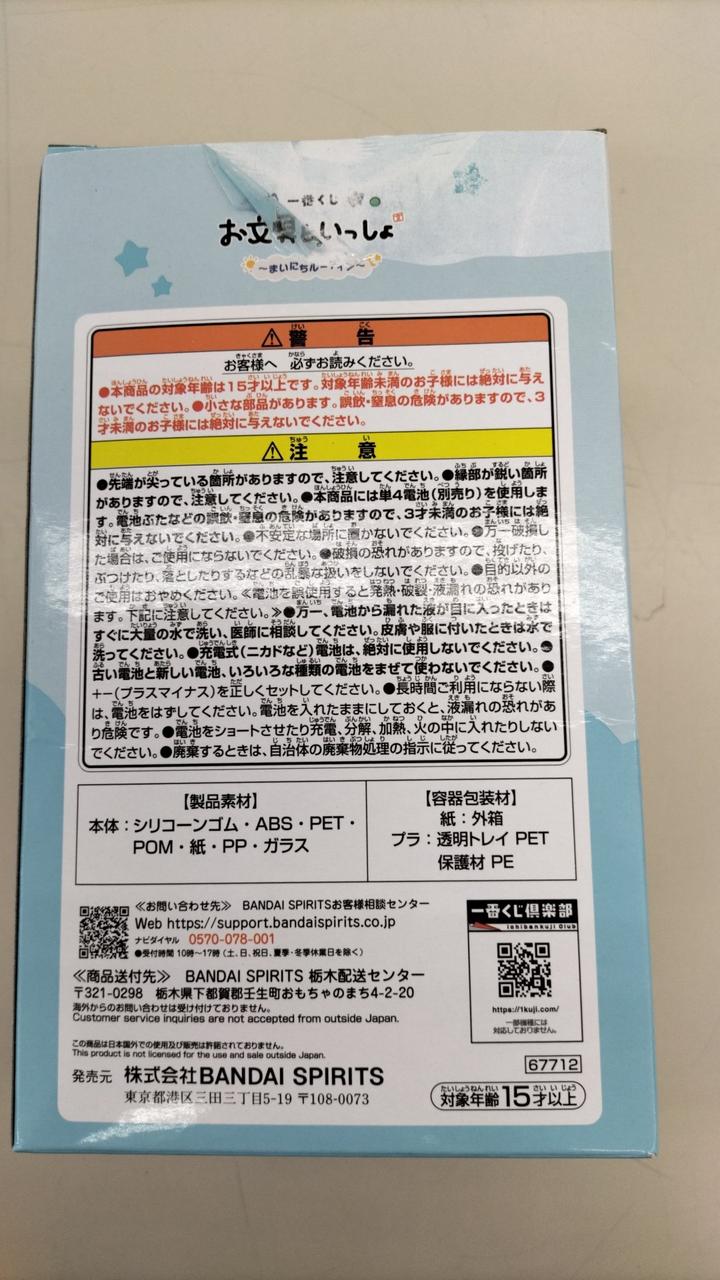 一番くじ
お文具といっしょ
～まいにちルーティン～
⚠警告
お客様へ 必ずお読みください。
●本商品の対象年齢は15才以上です。対象年齢未満のお子様には絶対に与え
ないでください。●小さな部品があります。誤飲・窒息の危険がありますので、3
才未満のお子様には絶対に与えないでください。
⚠注意
●先端が尖っている箇所がありますので、注意してください。●縁部が鋭い箇所
がありますので、注意してください。●本商品には単4電池(別売り)を使用しま
す。電池ぶたなどの誤飲・窒息の危険がありますので、3才未満のお子様には絶
対に与えないでください。●不安定な場所に置かないでください。●万一破損し
た場合は、ご使用にならないでください。●破損の恐れがありますので、投げたり、
ぶつけたり、落としたりするなどの乱暴な扱いをしないでください。●目的以外の
ご使用はおやめください。≪電池を誤使用すると発熱・破裂・液漏れの恐れがあり
ます。下記に注意してください。≫●万一、電池から漏れた液が目に入ったときは
すぐに大量の水で洗い、医師に相談してください。皮膚や服に付いたときは水で
洗ってください。●充電式(ニカドなど)電池は、絶対に使用しないでください。●
古い電池と新しい電池、いろいろな種類の電池をまぜて使わないでください。●
+-(プラスマイナス)を正しくセットしてください。●長時間ご利用にならない際
は、電池をはずしてください。電池を入れたままにしておくと、液漏れの恐れがあ
り危険です。●電池をショートさせたり充電、分解、加熱、火の中に入れたりしない
でください。●廃棄するときは、自治体の廃棄物処理の指示に従ってください。
【製品素材】
本体：シリコーンゴム・ABS・PET・
POM・紙・PP・ガラス
【容器包装材】
紙：外箱
プラ：透明トレイ PET
保護材 PE
≪お問い合わせ先≫ BANDAI SPIRITSお客様相談センター
Web https://support.bandaispirits.co.jp
ナビダイヤル 0570-078-001
●受付時間 10時～17時(土、日、祝日、夏季・冬季休業日を除く)
≪商品送付先≫ BANDAI SPIRITS 栃木配送センター
〒321-0298 栃木県下都賀郡壬生町おもちゃのまち4-2-20
海外からのお問い合わせは受け付けておりません。
Customer service inquiries are not accepted from outside Japan.
この商品は日本国外での使用及び販売は許諾されておりません。
This product is not licensed for the use and sale outside Japan.
発売元 株式会社BANDAI SPIRITS
東京都港区三田三丁目5-19 〒108-0073
一番くじ倶楽部
Ichibankuji Club
https://1kuji.com/
一部機種には
対応しておりません。
67712
対象年齢15才以上